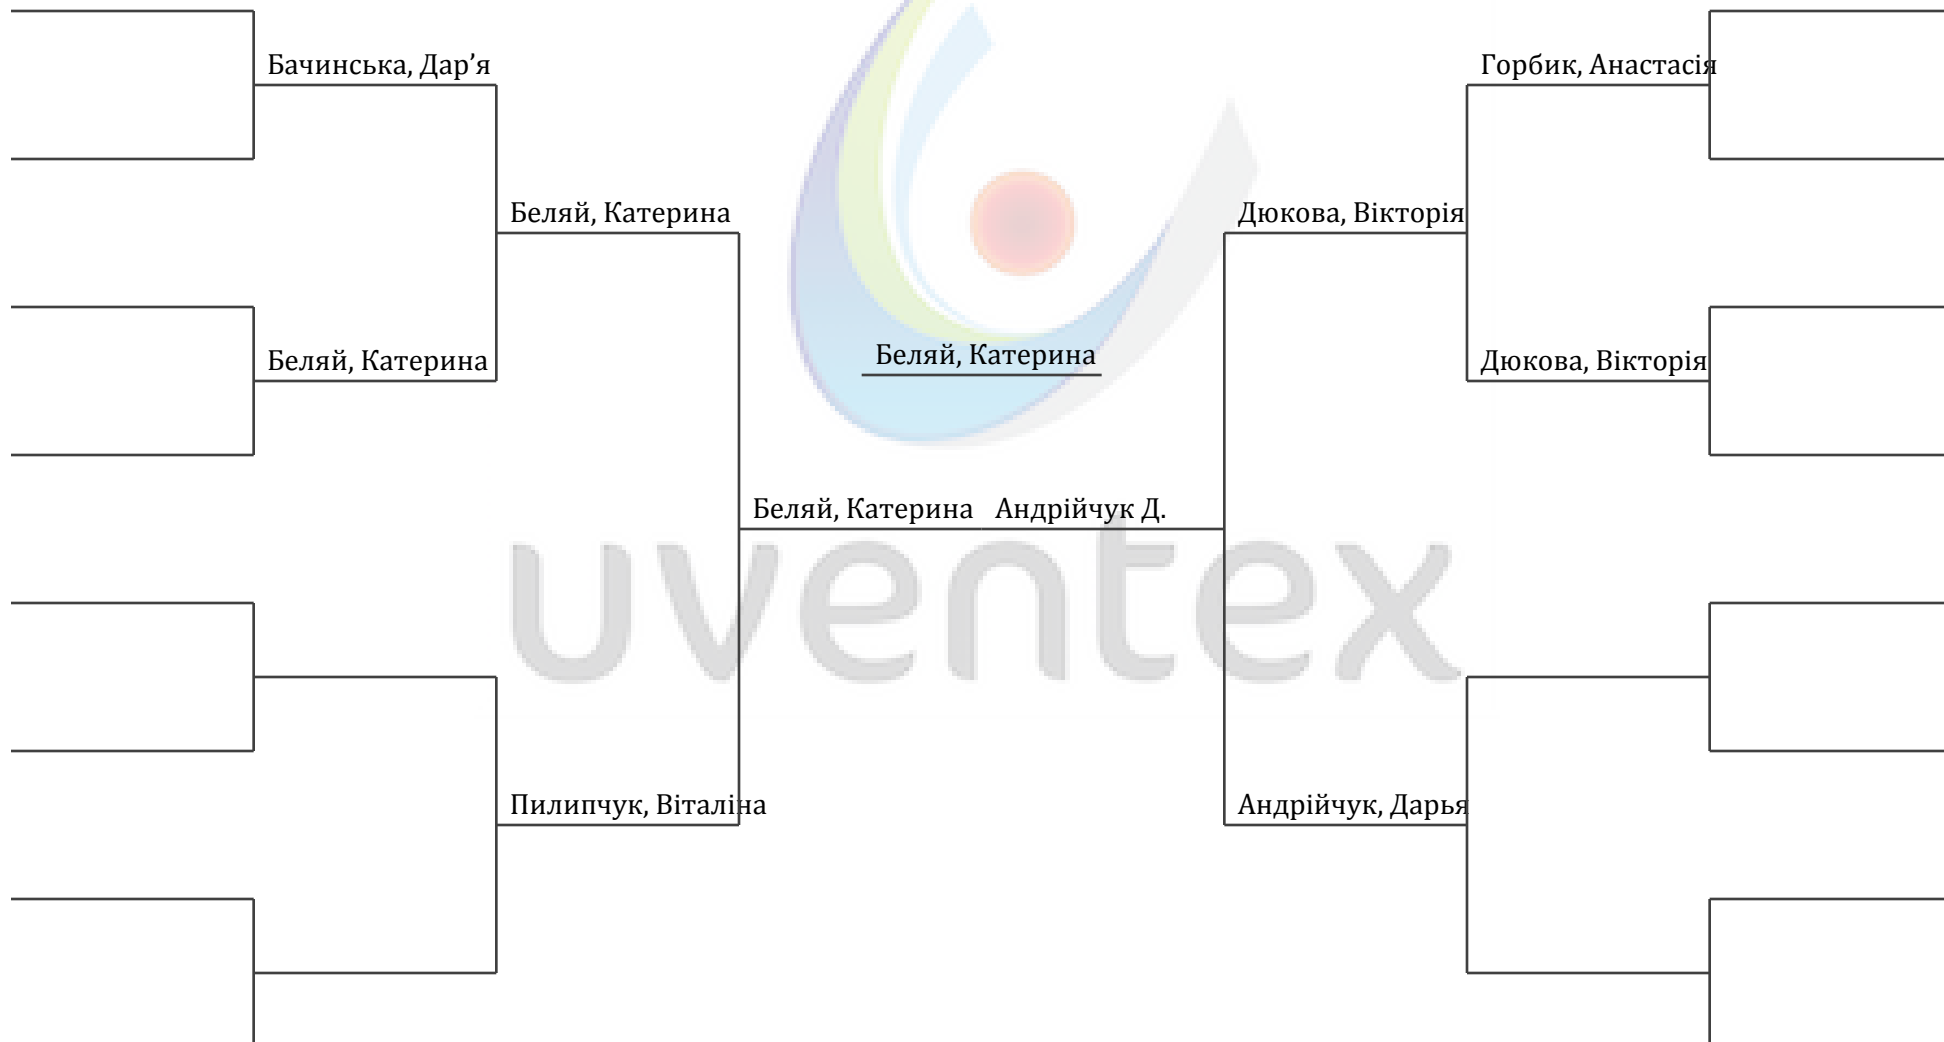 Бачинська, Дар’я
Горбик, Анастасія
Беляй, Катерина
Дюкова, Вікторія
Беляй, Катерина
Беляй, Катерина
Дюкова, Вікторія
Беляй, Катерина
Андрійчук Д.
uventex
Пилипчук, Віталіна
Андрійчук, Дарья